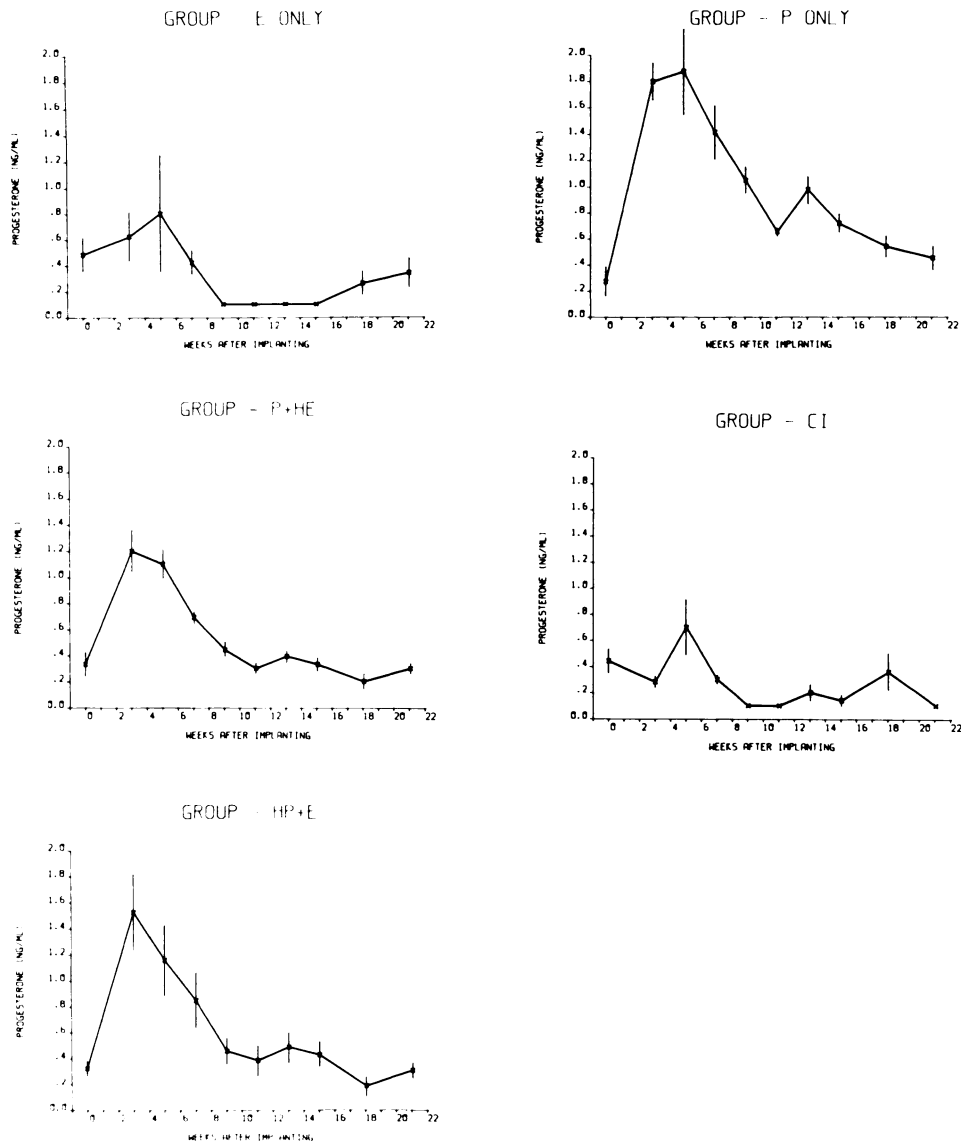 GROUP E ONLY
2.0
1.8
1.6
1.4
1.2
1.0
.8
.6
.4
.2
0.0
PROGESTERONE (NG/ML)
0 2 4 6 8 10 12 14 16 18 20 22
WEEKS AFTER IMPLANTING
GROUP - P ONLY
2.0
1.8
1.6
1.4
1.2
1.0
.8
.6
.4
.2
0.0
PROGESTERONE (NG/ML)
0 2 4 6 8 10 12 14 16 18 20 22
WEEKS AFTER IMPLANTING
GROUP - P+HE
2.0
1.8
1.6
1.4
1.2
1.0
.8
.6
.4
.2
0.0
PROGESTERONE (NG/ML)
0 2 4 6 8 10 12 14 16 18 20 22
WEEKS AFTER IMPLANTING
GROUP - CI
2.0
1.8
1.6
1.4
1.2
1.0
.8
.6
.4
.2
0.0
PROGESTERONE (NG/ML)
0 2 4 6 8 10 12 14 16 18 20 22
WEEKS AFTER IMPLANTING
GROUP - HP+E
2.0
1.8
1.6
1.4
1.2
1.0
.8
.6
.4
.2
0.0
PROGESTERONE (NG/ML)
0 2 4 6 8 10 12 14 16 18 20 22
WEEKS AFTER IMPLANTING